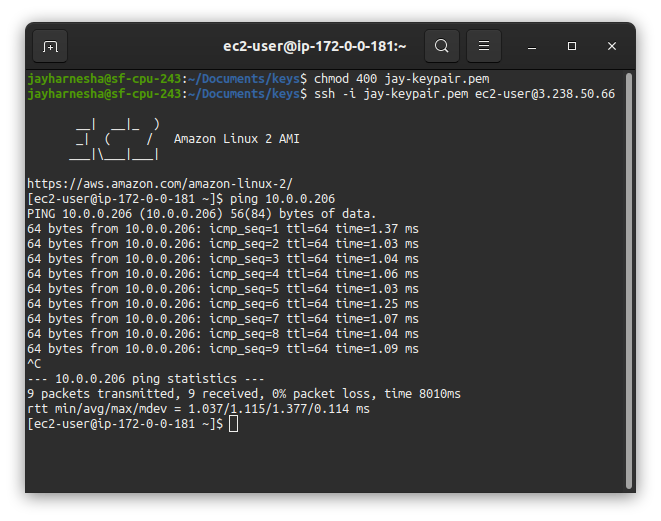 ec2-user@ip-172-0-0-181:~
jayharnesha@sf-cpu-243:~/Documents/keys$ chmod 400 jay-keypair.pem
jayharnesha@sf-cpu-243:~/Documents/keys$ ssh -i jay-keypair.pem ec2-user@3.238.50.66
       __|  __|_  )
       _|  (     /   Amazon Linux 2 AMI
      ___|\___|___|
https://aws.amazon.com/amazon-linux-2/
[ec2-user@ip-172-0-0-181 ~]$ ping 10.0.0.206
PING 10.0.0.206 (10.0.0.206) 56(84) bytes of data.
64 bytes from 10.0.0.206: icmp_seq=1 ttl=64 time=1.37 ms
64 bytes from 10.0.0.206: icmp_seq=2 ttl=64 time=1.03 ms
64 bytes from 10.0.0.206: icmp_seq=3 ttl=64 time=1.04 ms
64 bytes from 10.0.0.206: icmp_seq=4 ttl=64 time=1.06 ms
64 bytes from 10.0.0.206: icmp_seq=5 ttl=64 time=1.03 ms
64 bytes from 10.0.0.206: icmp_seq=6 ttl=64 time=1.25 ms
64 bytes from 10.0.0.206: icmp_seq=7 ttl=64 time=1.07 ms
64 bytes from 10.0.0.206: icmp_seq=8 ttl=64 time=1.04 ms
64 bytes from 10.0.0.206: icmp_seq=9 ttl=64 time=1.09 ms
^C
--- 10.0.0.206 ping statistics ---
9 packets transmitted, 9 received, 0% packet loss, time 8010ms
rtt min/avg/max/mdev = 1.037/1.115/1.377/0.114 ms
[ec2-user@ip-172-0-0-181 ~]$